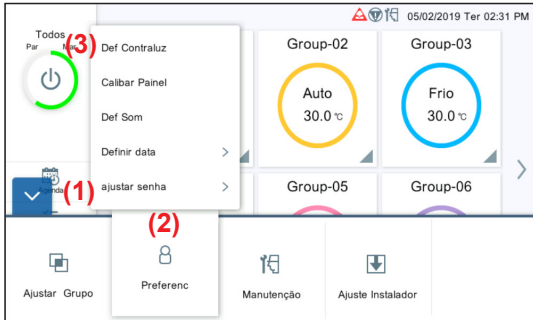 05/02/2019 Ter 02:31 PM
Todos
Par
Mar
(3)
Def Contraluz
Calibar Painel
Def Som
Definir data >
ajustar senha >
Group-02
Auto
30.0 ℃
Group-03
Frio
30.0 ℃
Group-05
Group-06
Agenda
(1)
(2)
Ajustar Grupo
Preferenc
Manutenção
Ajuste Instalador